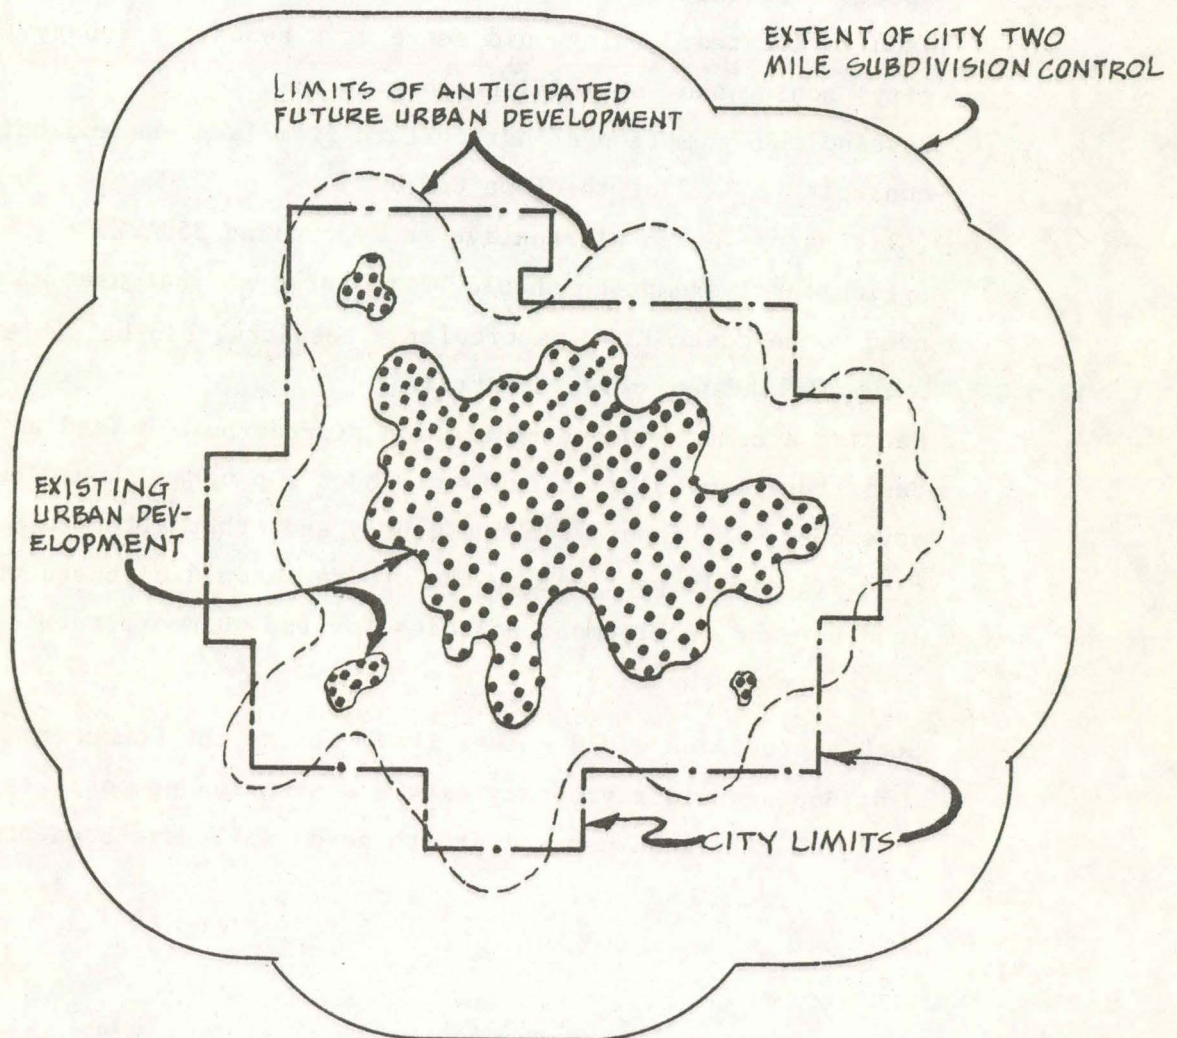 EXTENT OF CITY TWO
MILE SUBDIVISION CONTROL
LIMITS OF ANTICIPATED
FUTURE URBAN DEVELOPMENT
EXISTING
URBAN DEV-
ELOPMENT
CITY LIMITS